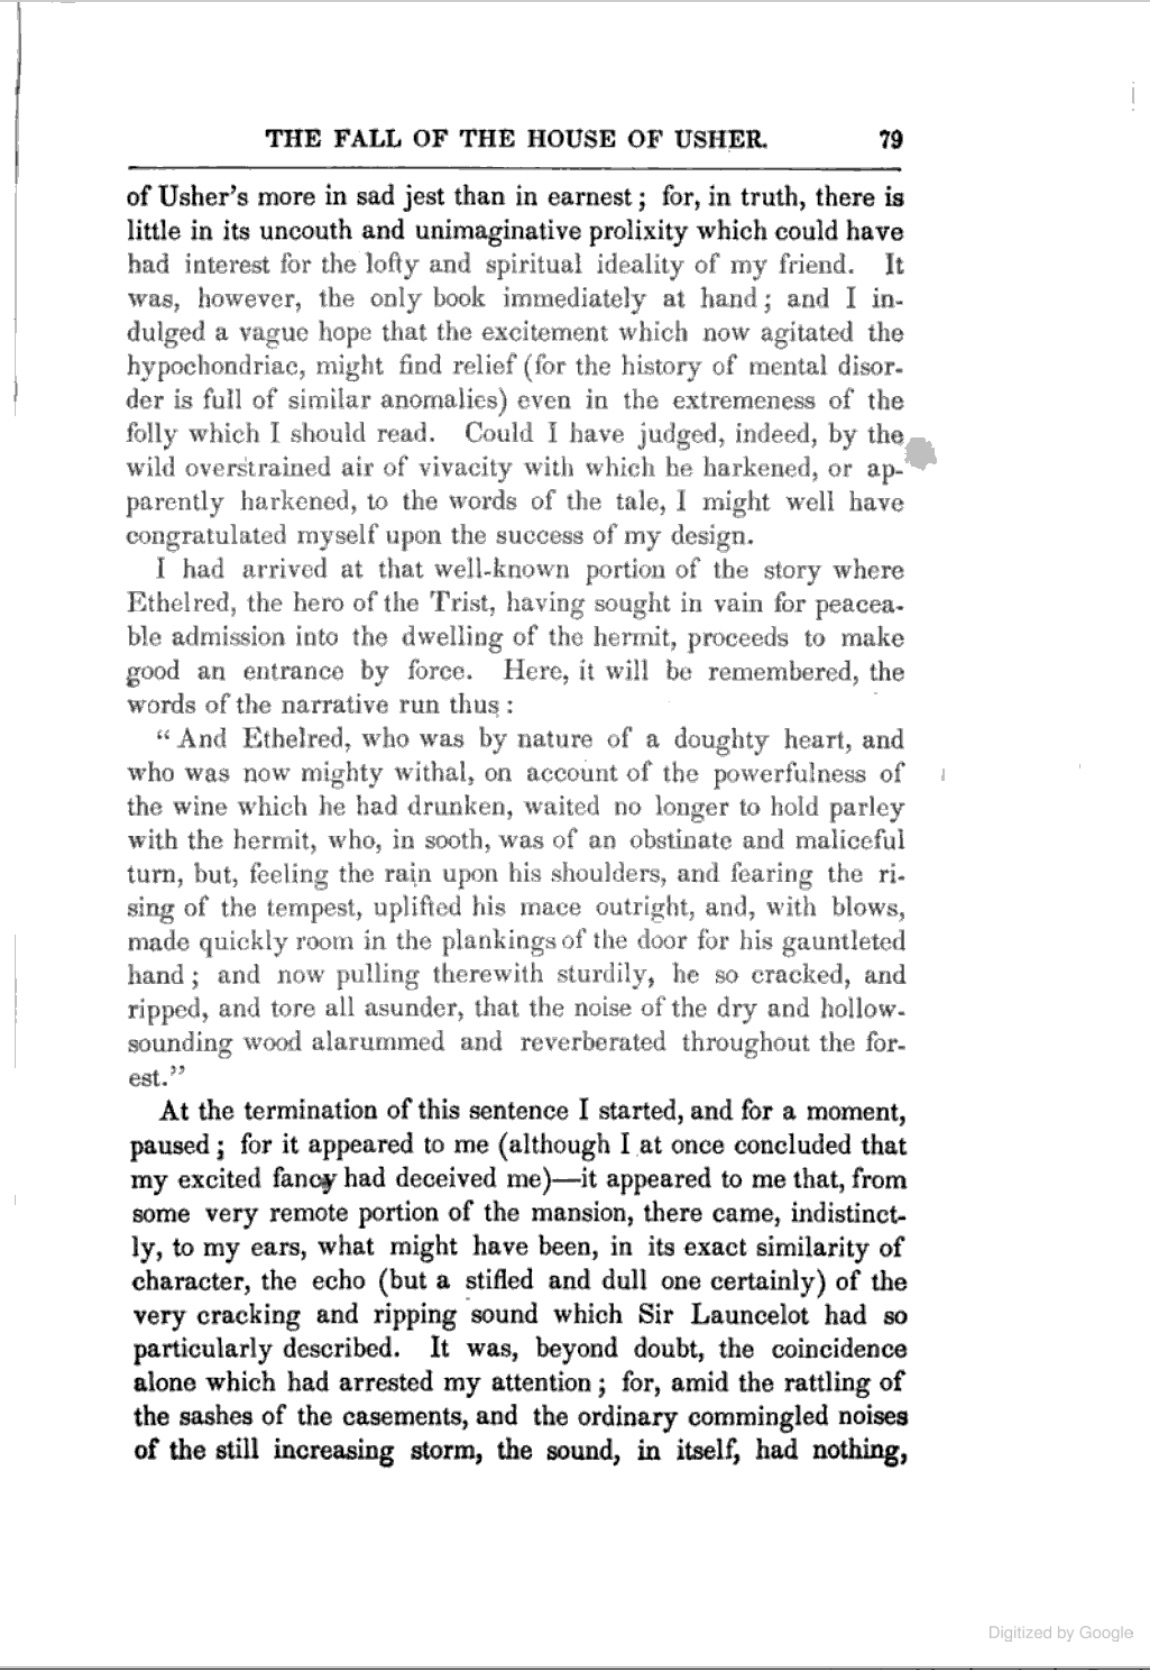 THE FALL OF THE HOUSE OF USHER. 79
of Usher's more in sad jest than in earnest; for, in truth, there is
little in its uncouth and unimaginative prolixity which could have
had interest for the lofty and spiritual ideality of my friend. It
was, however, the only book immediately at hand; and I in-
dulged a vague hope that the excitement which now agitated the
hypochondriac, might find relief (for the history of mental disor-
der is full of similar anomalies) even in the extremeness of the
folly which I should read. Could I have judged, indeed, by the
wild overstrained air of vivacity with which he harkened, or ap-
parently harkened, to the words of the tale, I might well have
congratulated myself upon the success of my design.
I had arrived at that well-known portion of the story where
Ethelred, the hero of the Trist, having sought in vain for peacea-
ble admission into the dwelling of the hermit, proceeds to make
good an entrance by force. Here, it will be remembered, the
words of the narrative run thus:
"And Ethelred, who was by nature of a doughty heart, and
who was now mighty withal, on account of the powerfulness of
the wine which he had drunken, waited no longer to hold parley
with the hermit, who, in sooth, was of an obstinate and maliceful
turn, but, feeling the rain upon his shoulders, and fearing the ri-
sing of the tempest, uplifted his mace outright, and, with blows,
made quickly room in the plankings of the door for his gauntleted
hand; and now pulling therewith sturdily, he so cracked, and
ripped, and tore all asunder, that the noise of the dry and hollow-
sounding wood alarummed and reverberated throughout the for-
est."
At the termination of this sentence I started, and for a moment,
paused; for it appeared to me (although I at once concluded that
my excited fancy had deceived me)—it appeared to me that, from
some very remote portion of the mansion, there came, indistinct-
ly, to my ears, what might have been, in its exact similarity of
character, the echo (but a stifled and dull one certainly) of the
very cracking and ripping sound which Sir Launcelot had so
particularly described. It was, beyond doubt, the coincidence
alone which had arrested my attention; for, amid the rattling of
the sashes of the casements, and the ordinary commingled noises
of the still increasing storm, the sound, in itself, had nothing,
Digitized by Google